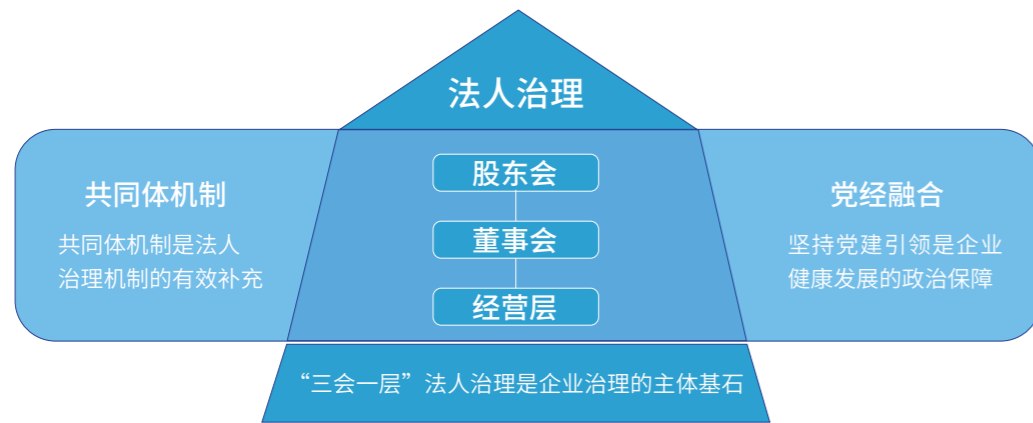 法人治理
共同体机制
共同体机制是法人
治理机制的有效补充
股东会
董事会
经营层
党经融合
坚持党建引领是企业
健康发展的政治保障
“三会一层”法人治理是企业治理的主体基石